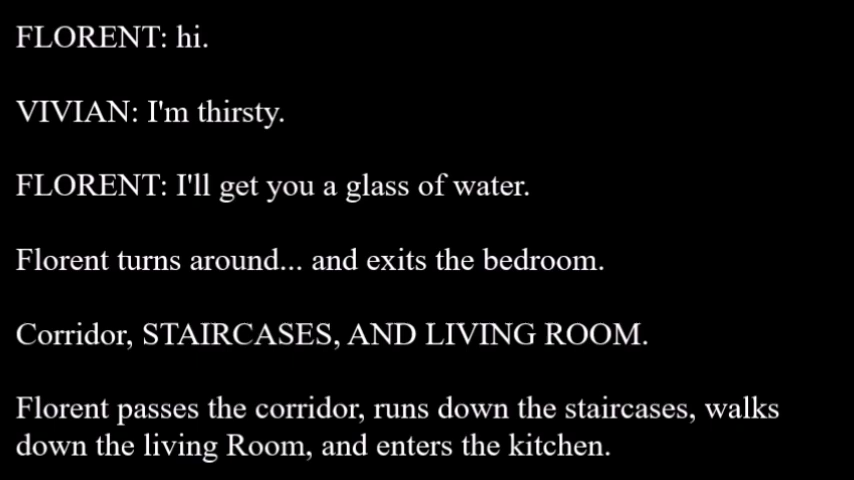 FLORENT: hi.
VIVIAN: I'm thirsty.
FLORENT: I'll get you a glass of water.
Florent turns around... and exits the bedroom.
Corridor, STAIRCASES, AND LIVING ROOM.
Florent passes the corridor, runs down the staircases, walks
down the living Room, and enters the kitchen.